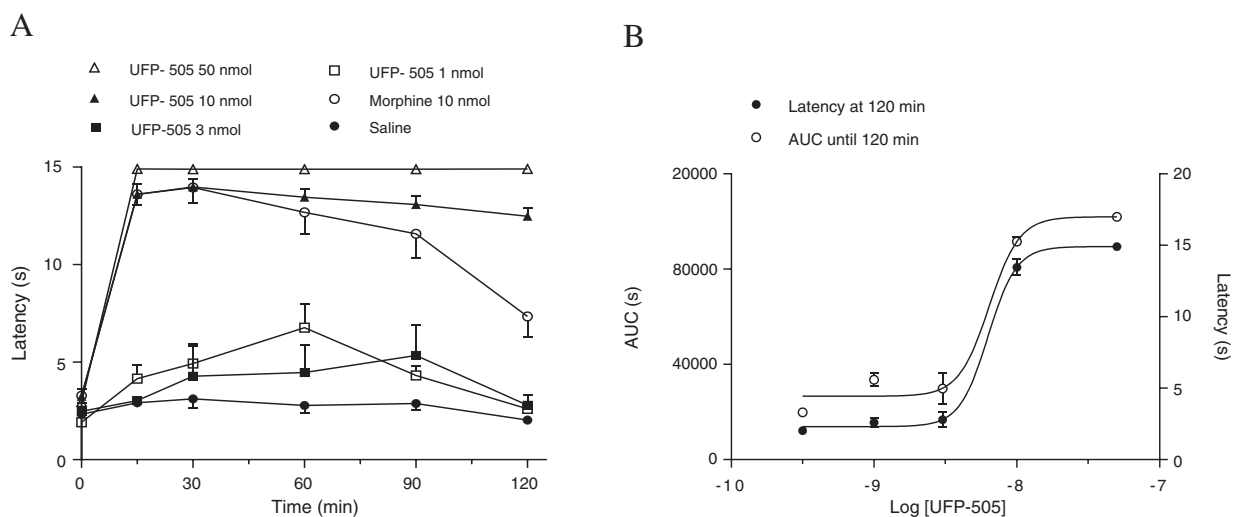 A
UFP- 505 50 nmol
UFP- 505 10 nmol
UFP-505 3 nmol
UFP- 505 1 nmol
Morphine 10 nmol
Saline
15
10
5
0
Latency (s)
0
30
60
90
120
Time (min)
B
Latency at 120 min
AUC until 120 min
20000
80000
40000
0
AUC (s)
20
15
10
5
0
Latency (s)
-10
-9
-8
-7
Log [UFP-505]